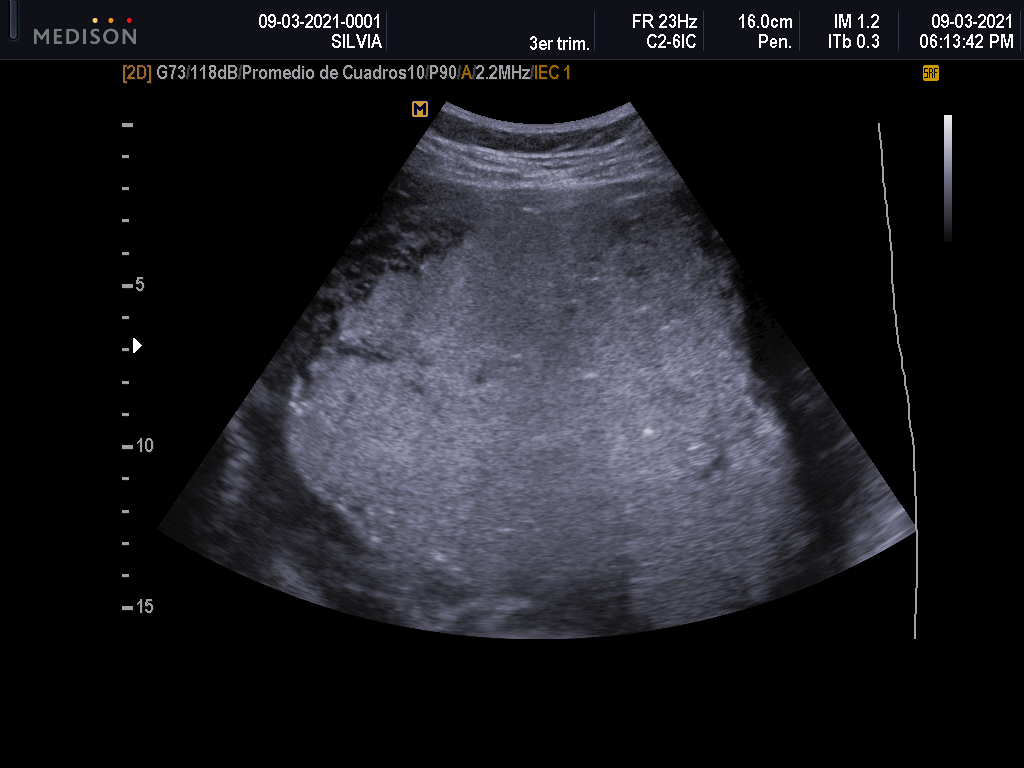 MEDISON
09-03-2021-0001
SILVIA
3er trim.
FR 23Hz
C2-6IC
16.0cm
Pen.
IM 1.2
ITb 0.3
09-03-2021
06:13:42 PM
[2D] G73/118dB/Promedio de Cuadros10/P90/A/2.2MHz/IEC 1
SRF
M
5
10
15